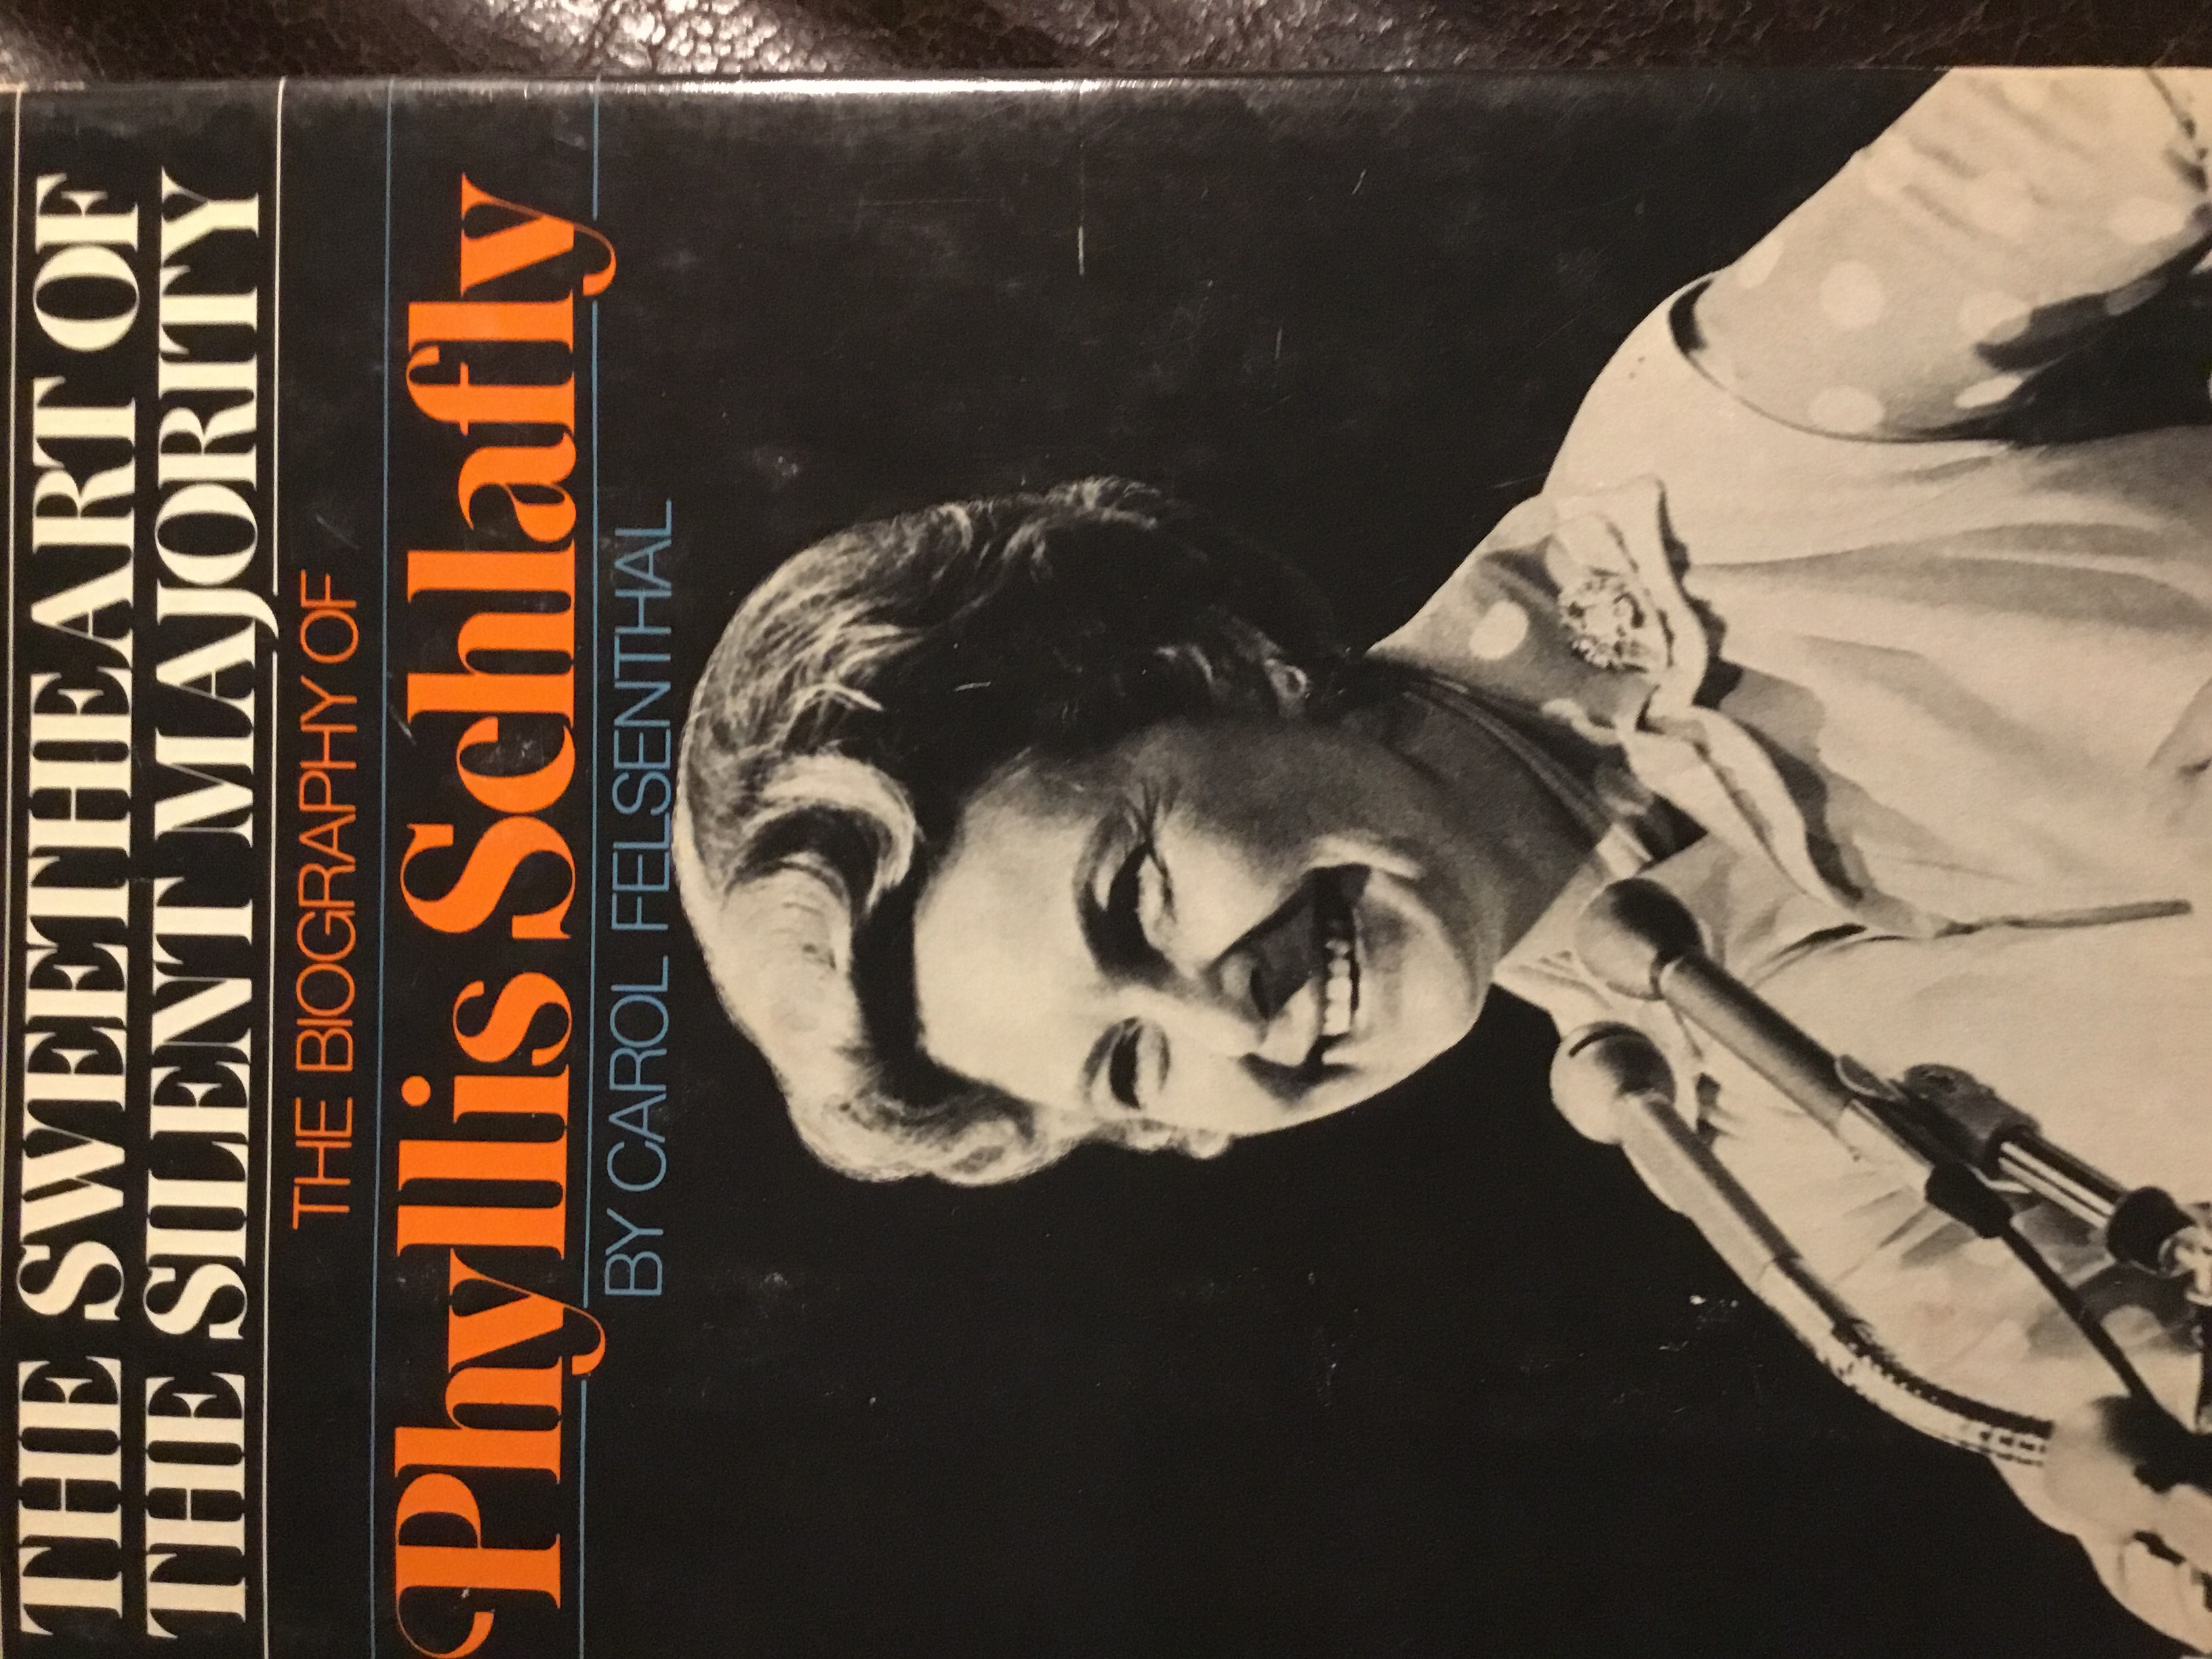 THE SWEETHEART OF
THE SILENT MAJORITY
THE BIOGRAPHY OF
Phyllis Schlafly
BY CAROL FELSENTHAL